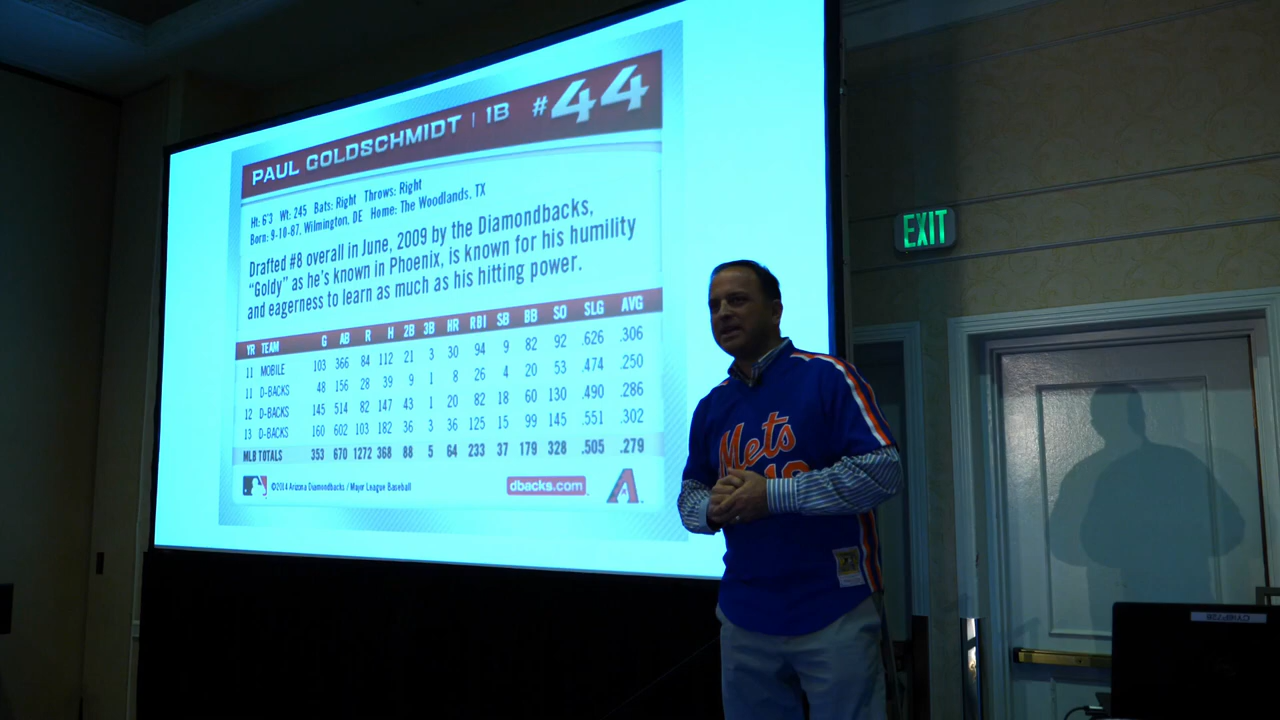 PAUL GOLDSCHMIDT | 1B #44
Ht: 6'3 Wt: 245 Bats: Right Throws: Right
Born: 9-10-87, Wilmington, DE Home: The Woodlands, TX
Drafted #8 overall in June, 2009 by the Diamondbacks,
“Goldy” as he's known in Phoenix, is known for his humility
and eagerness to learn as much as his hitting power.
YR TEAM G AB R H 2B 3B HR RBI SB BB SO SLG AVG
11 MOBILE 103 366 84 112 21 3 30 94 9 82 92 .626 .306
11 D-BACKS 48 156 28 39 9 1 8 26 4 20 53 .474 .250
12 D-BACKS 145 514 82 147 43 1 20 82 18 60 130 .490 .286
13 D-BACKS 160 602 103 182 36 3 36 125 15 99 145 .551 .302
MLB TOTALS 353 670 1272 368 88 5 64 233 37 179 328 .505 .279
©2014 Arizona Diamondbacks / Major League Baseball
dbacks.com
A
EXIT
Mets